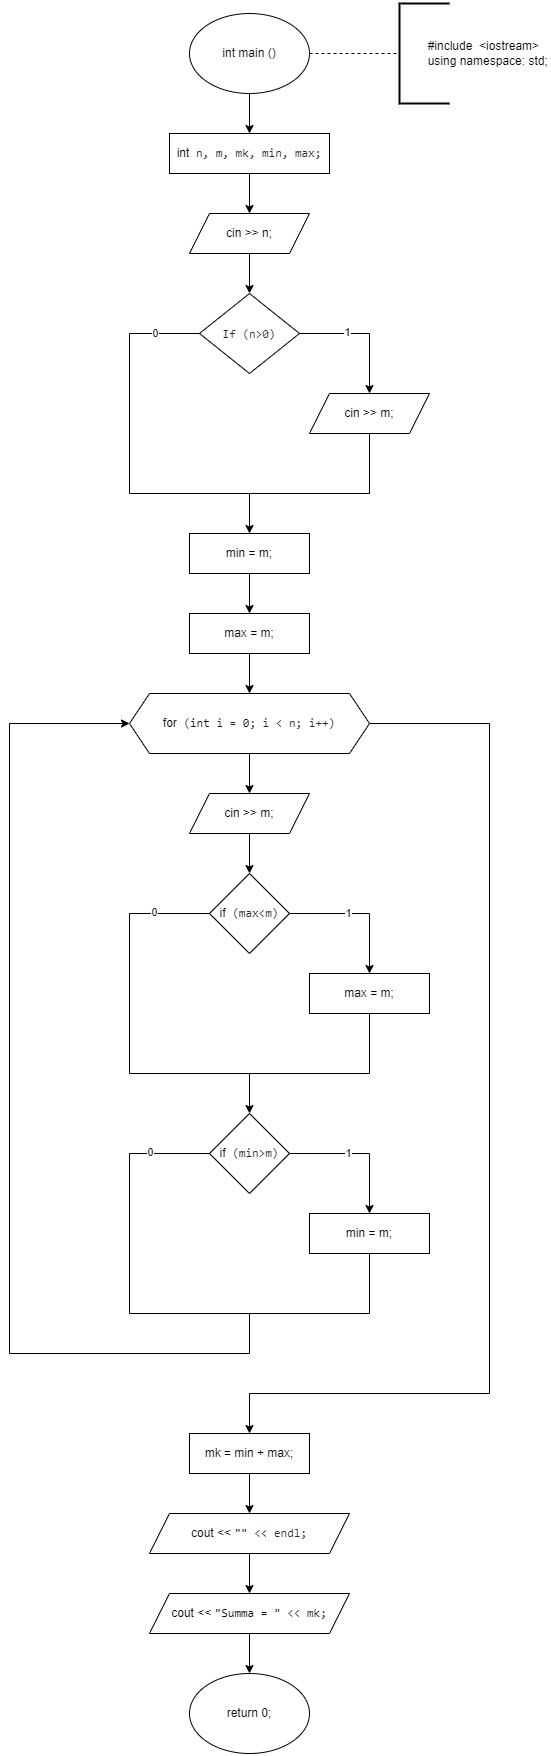 int main ()
#include  <iostream>
using namespace: std;
int n, m, mk, min, max;
cin >> n;
0
If (n>0)
1
cin >> m;
min = m;
max = m;
for (int i = 0; i < n; i++)
cin >> m;
0
if (max<m)
1
max = m;
0
if (min>m)
1
min = m;
mk = min + max;
cout << "" << endl;
cout << "Summa = " << mk;
return 0;